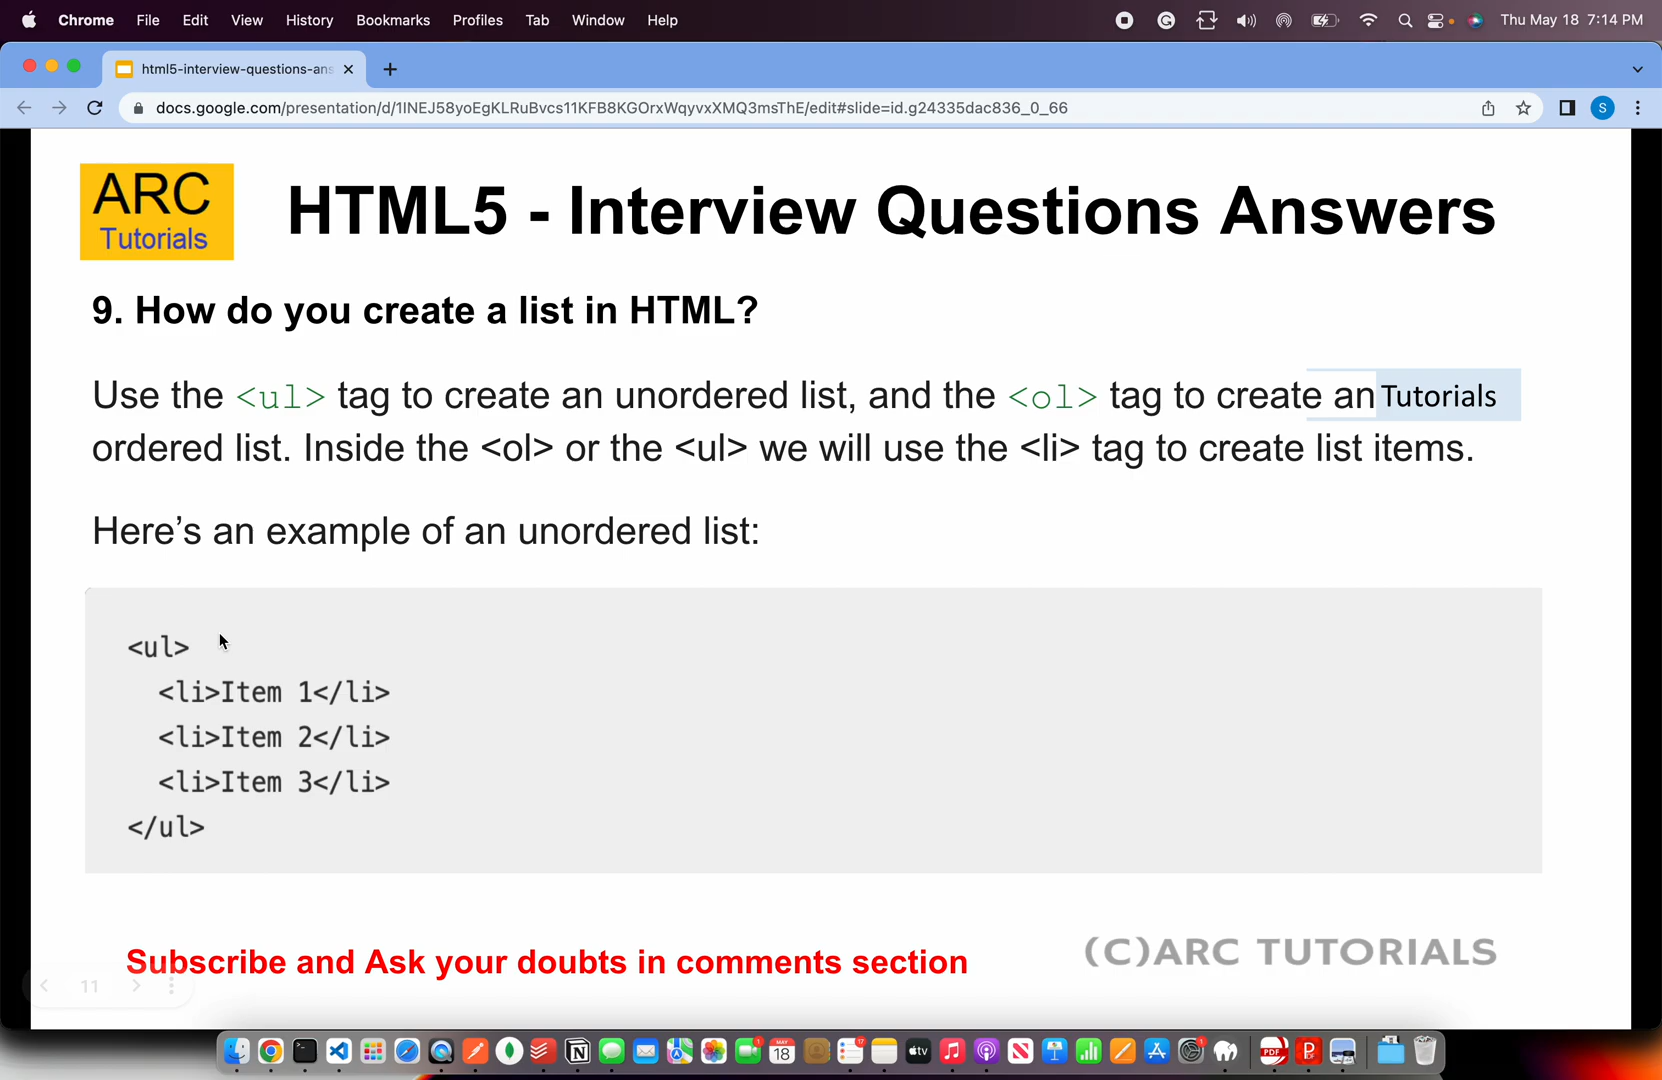 Chrome File Edit View History Bookmarks Profiles Tab Window Help Thu May 18 7:14 PM
html5-interview-questions-ans
docs.google.com/presentation/d/1lNEJ58yoEgKLRuBvcs11KFB8KGOrxWqyvxXMQ3msThE/edit#slide=id.g24335dac836_0_66 S
ARC
Tutorials
HTML5 - Interview Questions Answers
9. How do you create a list in HTML?
Use the <ul> tag to create an unordered list, and the <ol> tag to create an Tutorials
ordered list. Inside the <ol> or the <ul> we will use the <li> tag to create list items.
Here’s an example of an unordered list:
<ul>
<li>Item 1</li>
<li>Item 2</li>
<li>Item 3</li>
</ul>
Subscribe and Ask your doubts in comments section
(C)ARC TUTORIALS
11